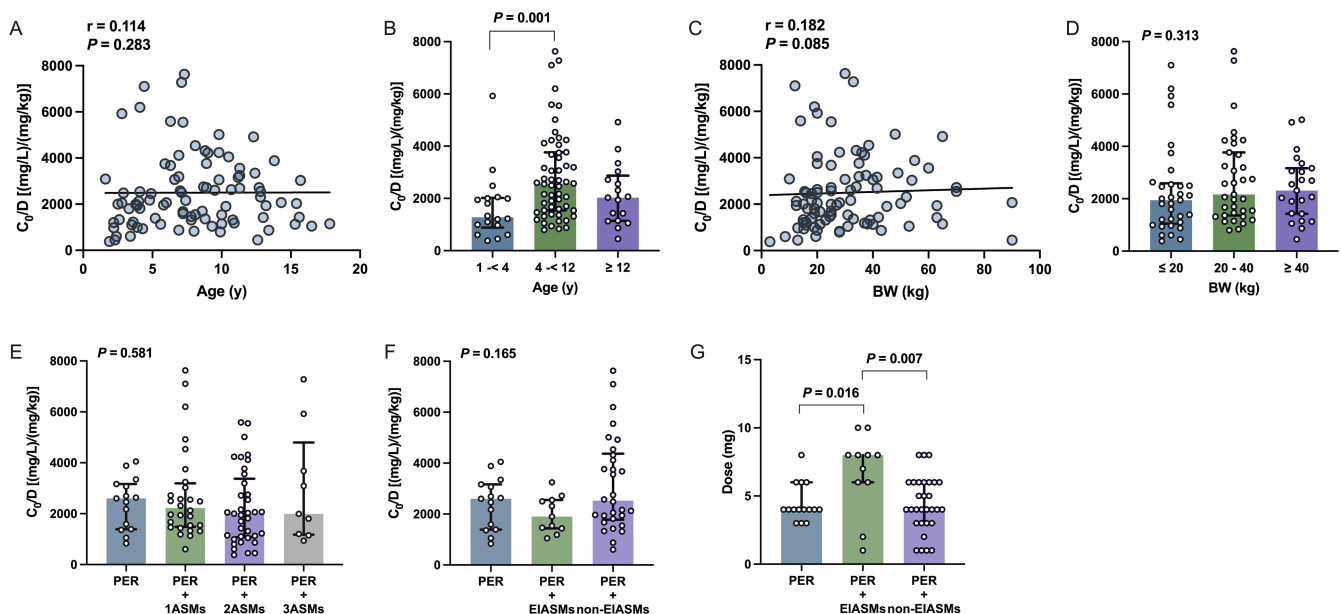 A
r = 0.114
P = 0.283
C0/D [(mg/L)/(mg/kg)]
8000
6000
4000
2000
0
0 5 10 15 20
Age (y)
B
P = 0.001
C0/D [(mg/L)/(mg/kg)]
8000
6000
4000
2000
0
1 -< 4 4 -< 12 ≥ 12
Age (y)
C
r = 0.182
P = 0.085
C0/D [(mg/L)/(mg/kg)]
8000
6000
4000
2000
0
0 20 40 60 80 100
BW (kg)
D
P = 0.313
C0/D [(mg/L)/(mg/kg)]
8000
6000
4000
2000
0
≤ 20 20 - 40 ≥ 40
BW (kg)
E
P = 0.581
C0/D [(mg/L)/(mg/kg)]
8000
6000
4000
2000
0
PER PER PER PER
+ + +
1ASMs 2ASMs 3ASMs
F
P = 0.165
C0/D [(mg/L)/(mg/kg)]
8000
6000
4000
2000
0
PER PER PER
+ +
EIASMs non-EIASMs
G
P = 0.007
P = 0.016
Dose (mg)
15
10
5
0
PER PER PER
+ +
EIASMs non-EIASMs